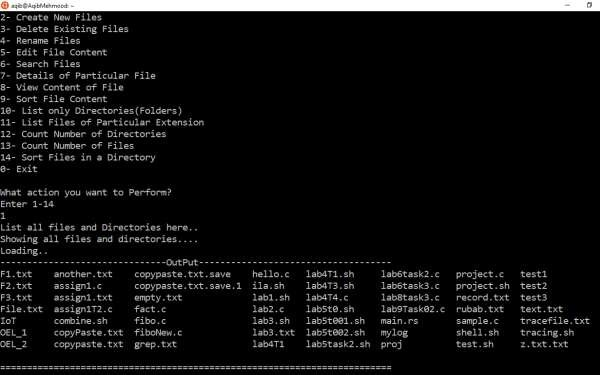 aqib@AqibMehmood: ~
2- Create New Files
3- Delete Existing Files
4- Rename Files
5- Edit File Content
6- Search Files
7- Details of Particular File
8- View Content of File
9- Sort File Content
10- List only Directories(Folders)
11- List Files of Particular Extension
12- Count Number of Directories
13- Count Number of Files
14- Sort Files in a Directory
0- Exit
What action you want to Perform?
Enter 1-14
1
List all files and Directories here..
Showing all files and directories....
Loading..
-------------------------------OutPut------------------------------------
F1.txt another.txt copypaste.txt.save hello.c lab4T1.sh lab6task2.c project.c test1
F2.txt assign1.c copypaste.txt.save.1 ila.sh lab4T3.sh lab6task3.c project.sh test2
F3.txt assign1.txt empty.txt lab1.sh lab4T4.c lab8task3.c record.txt test3
File.txt assign1T2.c fact.c lab2.c lab5t0.sh lab9Task02.c rubab.txt text.txt
IoT combine.sh fibo.c lab3.sh lab5t001.sh main.rs sample.c tracefile.txt
OEL_1 copyPaste.txt fiboNew.c lab3.txt lab5t002.sh mylog shell.sh tracing.sh
OEL_2 copypaste.txt grep.txt lab4T1 lab5task2.sh proj test.sh z.txt.txt
=========================================================================